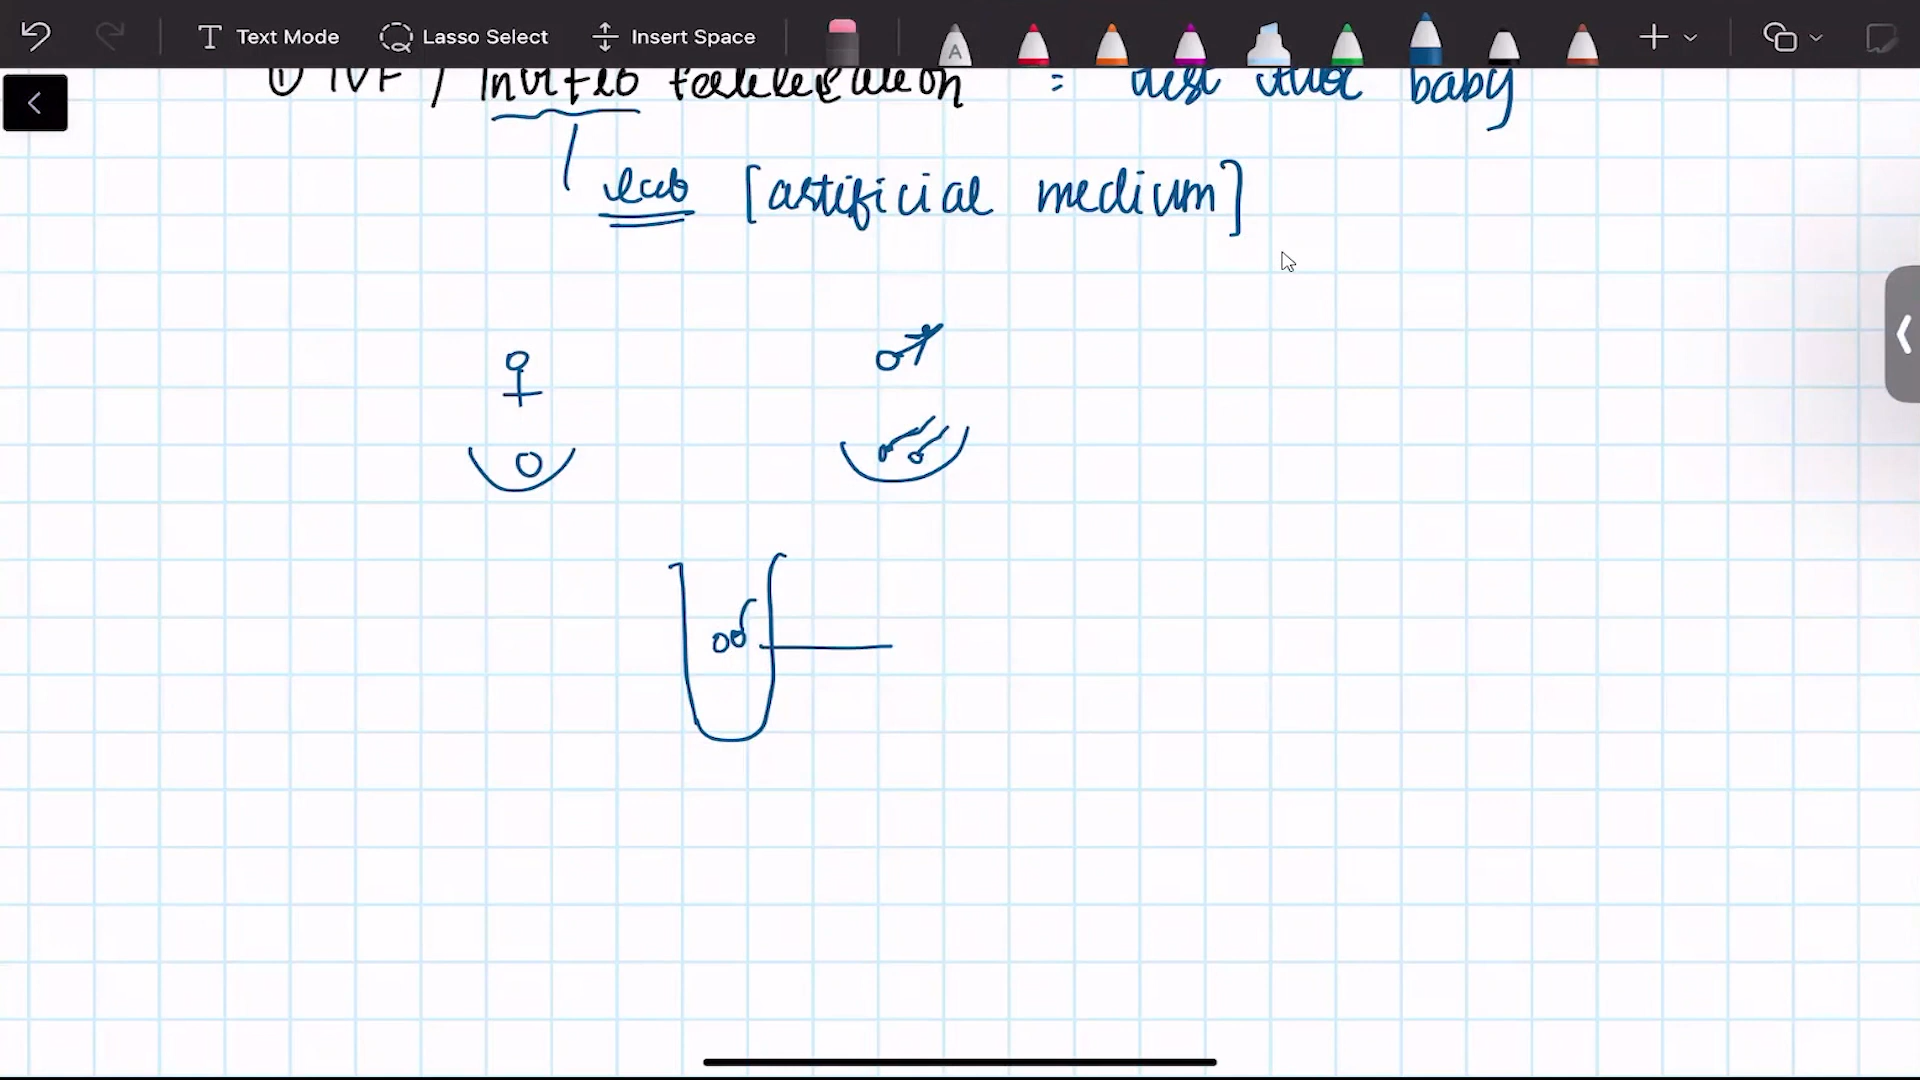 Text Mode Lasso Select Insert Space
A
① IVF / Invitro fertilization = test tube baby
lab [artificial medium]